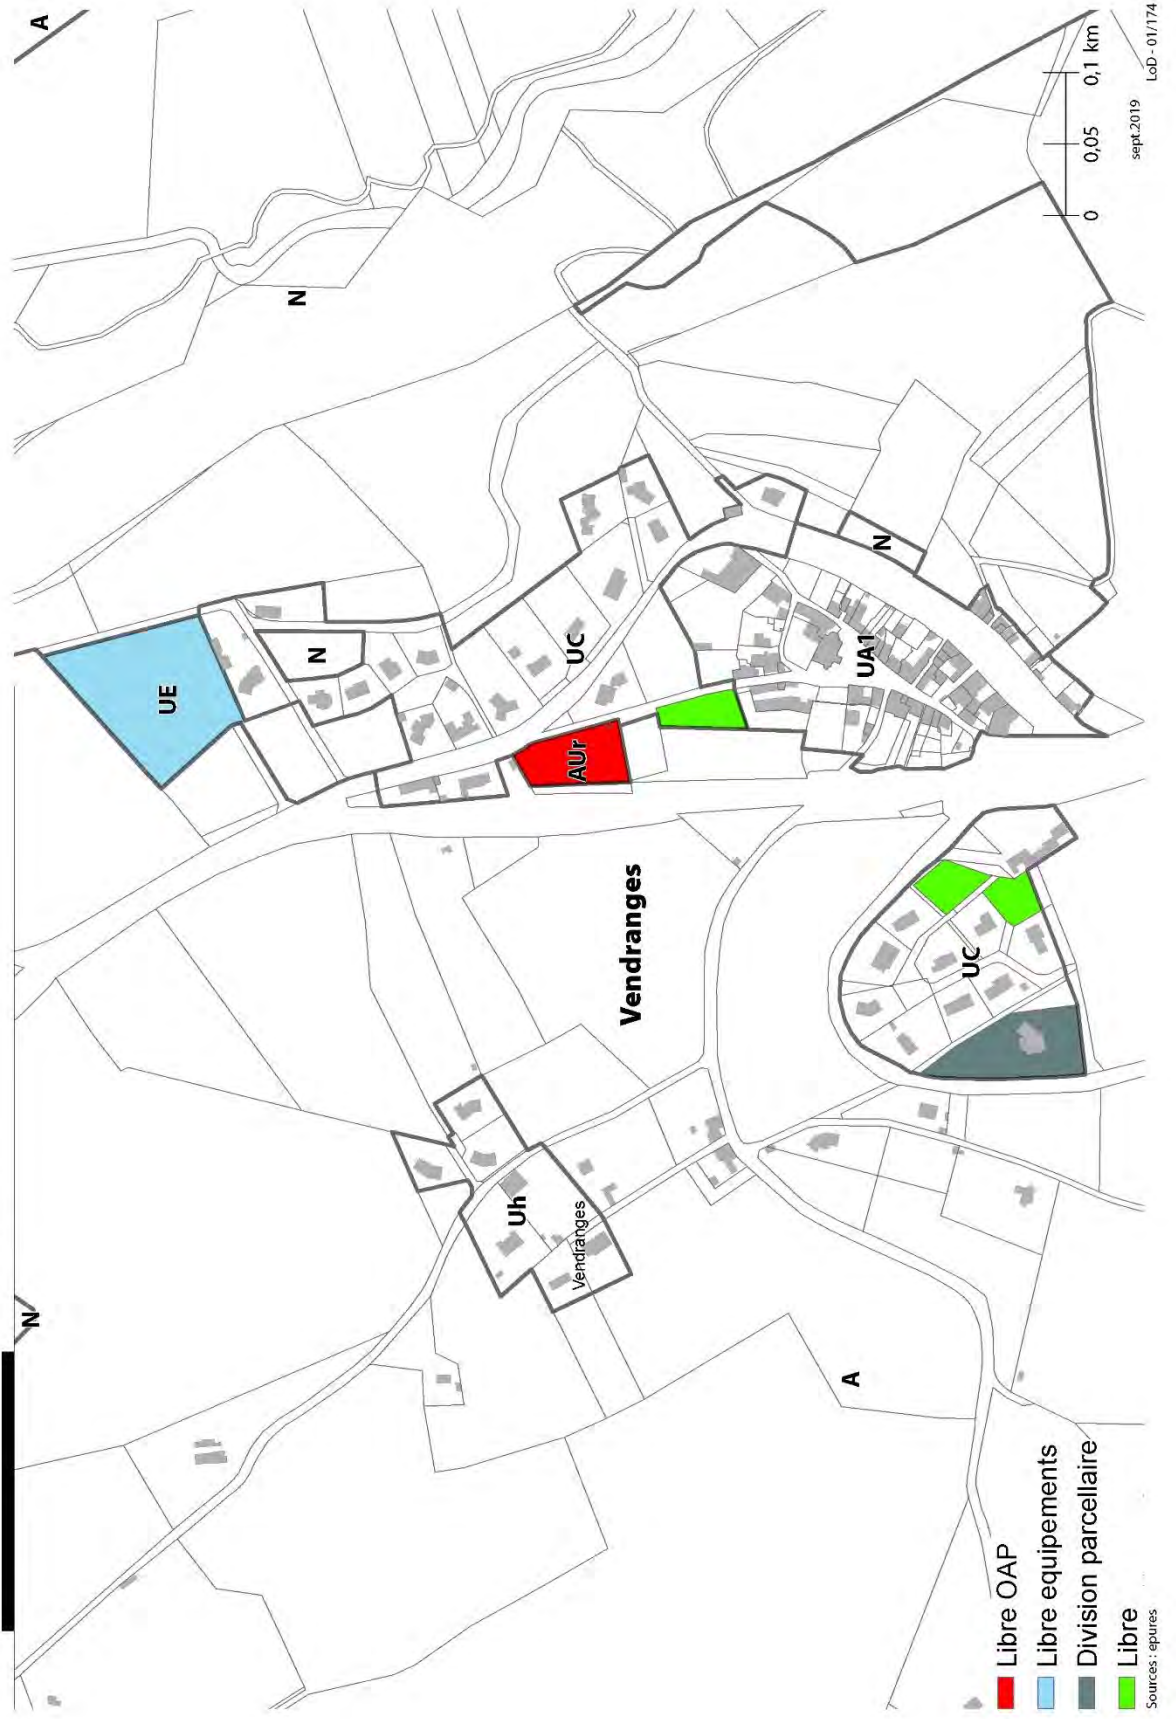 A
N
N
UE
N
UC
AUr
UA1
N
Vendranges
UC
Uh
Vendranges
A
N
0 0,05 0,1 km
sept.2019
LoD - 01/174
Libre OAP
Libre equipements
Division parcellaire
Libre
Sources : epures